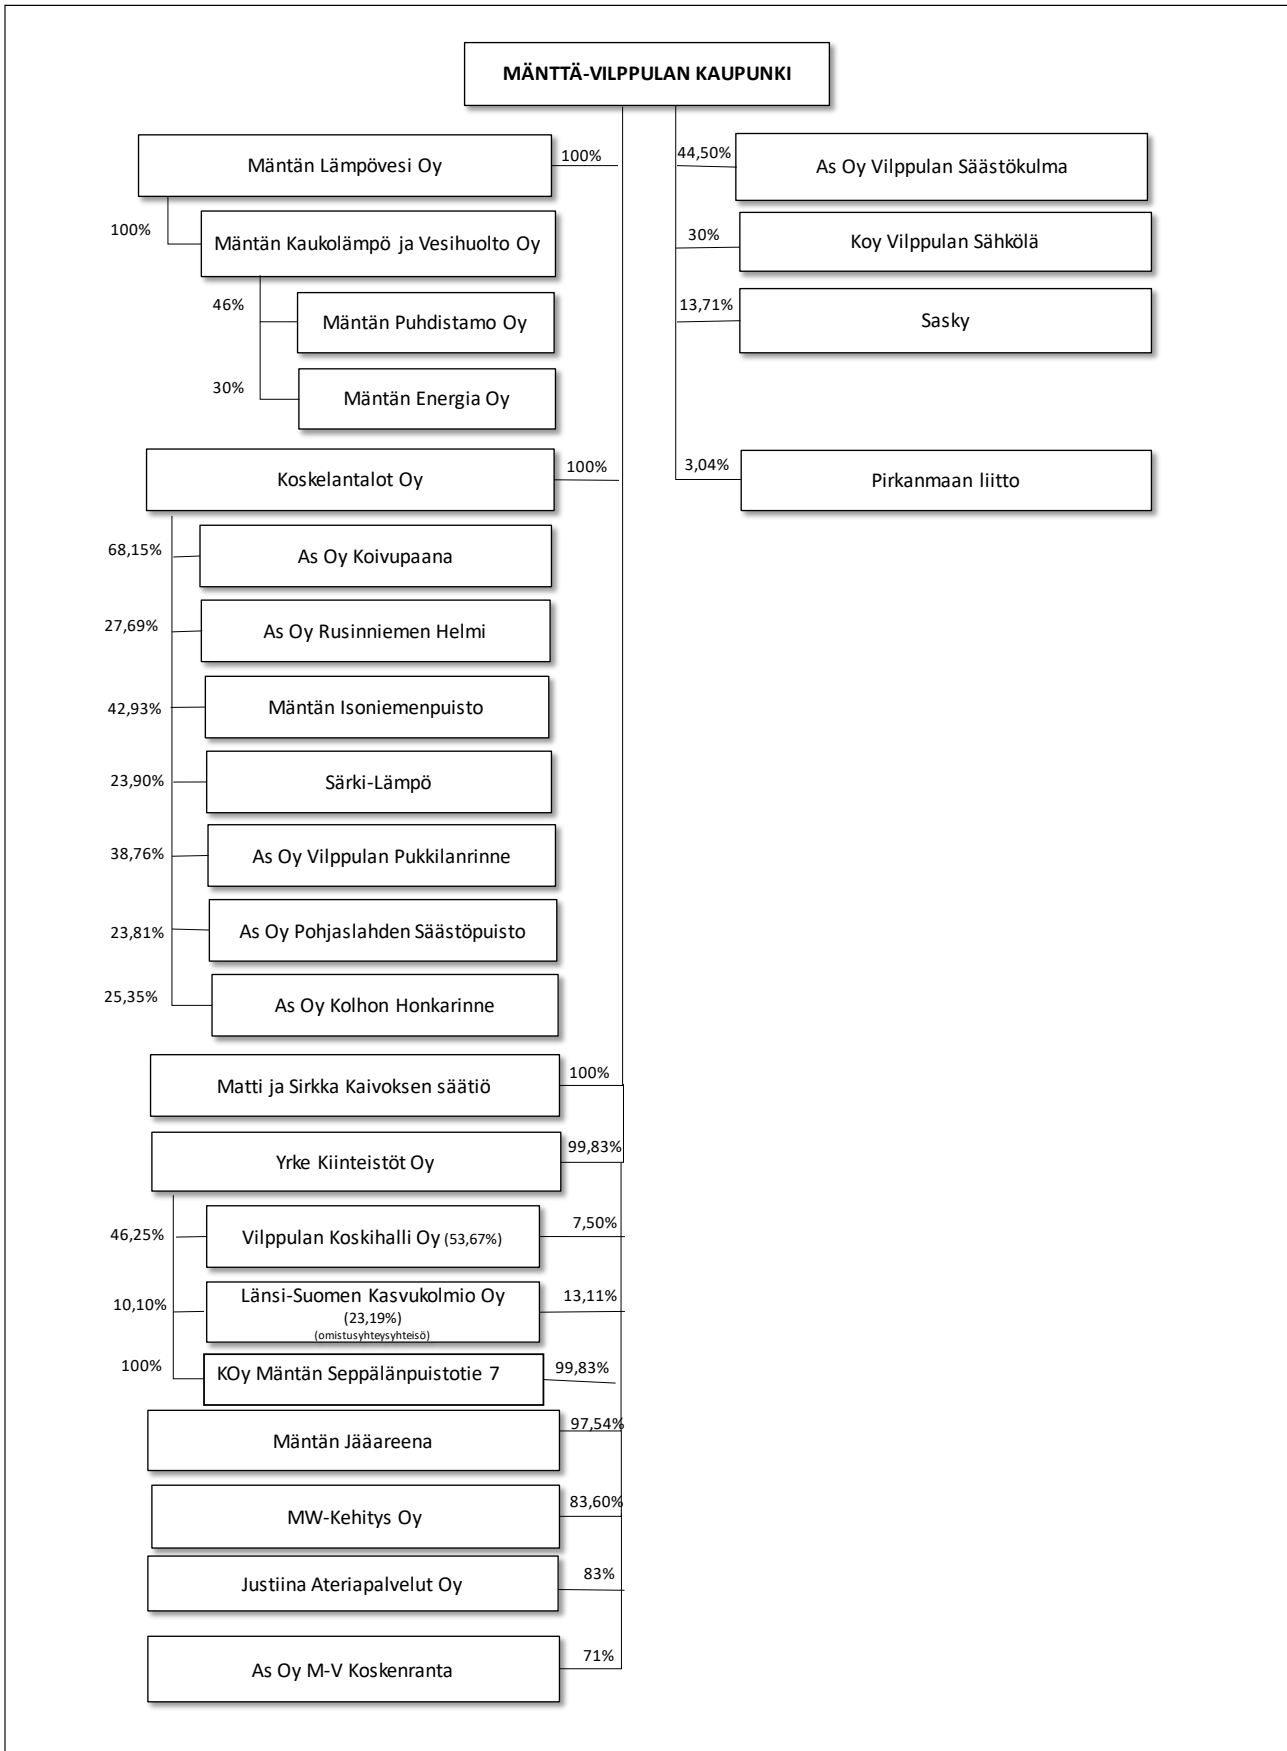 MÄNTTÄ-VILPPULAN KAUPUNKI
Mäntän Lämpövesi Oy
100%
100%
Mäntän Kaukolämpö ja Vesihuolto Oy
46%
Mäntän Puhdistamo Oy
30%
Mäntän Energia Oy
Koskelantalot Oy
100%
68,15%
As Oy Koivupaana
27,69%
As Oy Rusinniemen Helmi
42,93%
Mäntän Isoniemenpuisto
23,90%
Särki-Lämpö
38,76%
As Oy Vilppulan Pukkilanrinne
23,81%
As Oy Pohjaslahden Säästöpuisto
25,35%
As Oy Kolhon Honkarinne
Matti ja Sirkka Kaivoksen säätiö
100%
Yrke Kiinteistöt Oy
99,83%
46,25%
Vilppulan Koskihalli Oy (53,67%)
7,50%
10,10%
Länsi-Suomen Kasvukolmio Oy
(23,19%)
(omistusyhteysyhteisö)
13,11%
100%
KOy Mäntän Seppälänpuistotie 7
99,83%
Mäntän Jääareena
97,54%
MW-Kehitys Oy
83,60%
Justiina Ateriapalvelut Oy
83%
As Oy M-V Koskenranta
71%
44,50%
As Oy Vilppulan Säästökulma
30%
Koy Vilppulan Sähkölä
13,71%
Sasky
3,04%
Pirkanmaan liitto